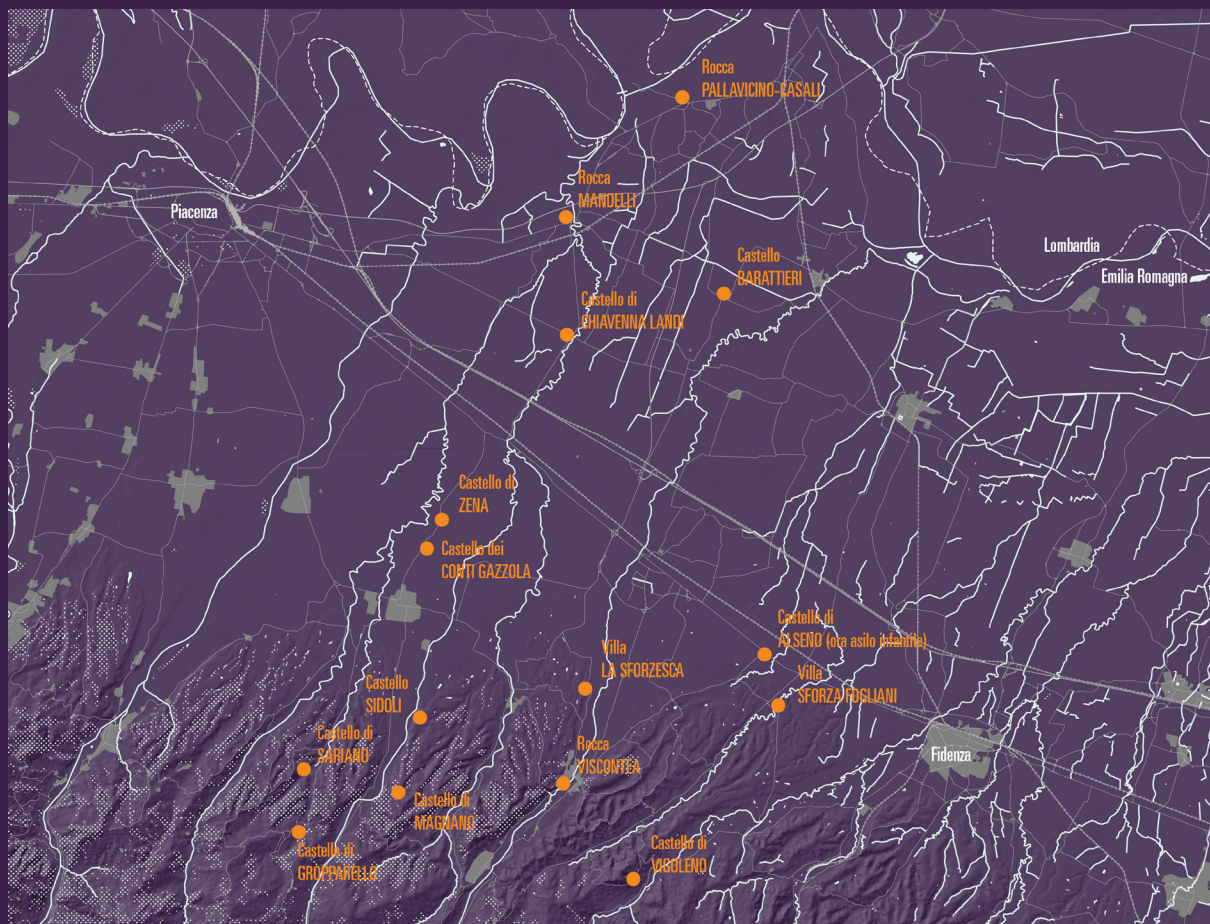 Rocca
PALLAVICINO-CASALI
Rocca
MANDELLI
Piacenza
Lombardia
Emilia Romagna
Castello
BARATTIERI
Castello di
CHIAVENNA LANDI
Castello di
ZENA
Castello dei
CONTI GAZZOLA
Castello di
ALSENO (ora asilo infantile)
Villa
LA SFORZESCA
Villa
SFORZA FOGLIANI
Castello
SIDOLI
Castello di
SARIANO
Rocca
VISCONTEA
Fidenza
Castello di
MAGNANO
Castello di
GROPPARELLO
Castello di
VIGOLENO